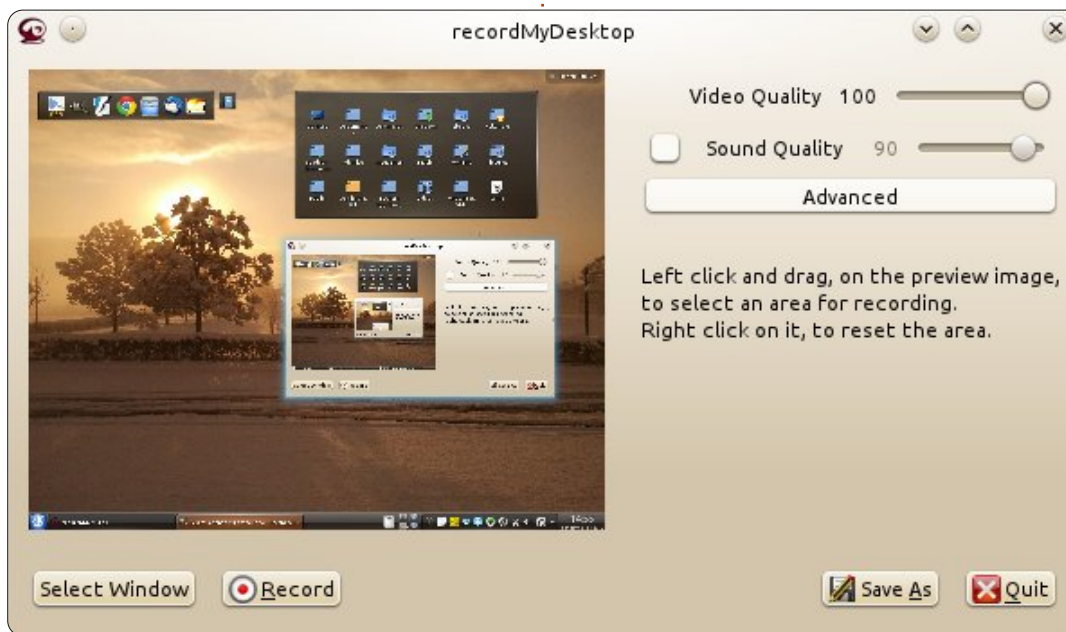 recordMyDesktop
Video Quality 100
Sound Quality 90
Advanced
Left click and drag, on the preview image,
to select an area for recording.
Right click on it, to reset the area.
Select Window
Record
Save As
Quit